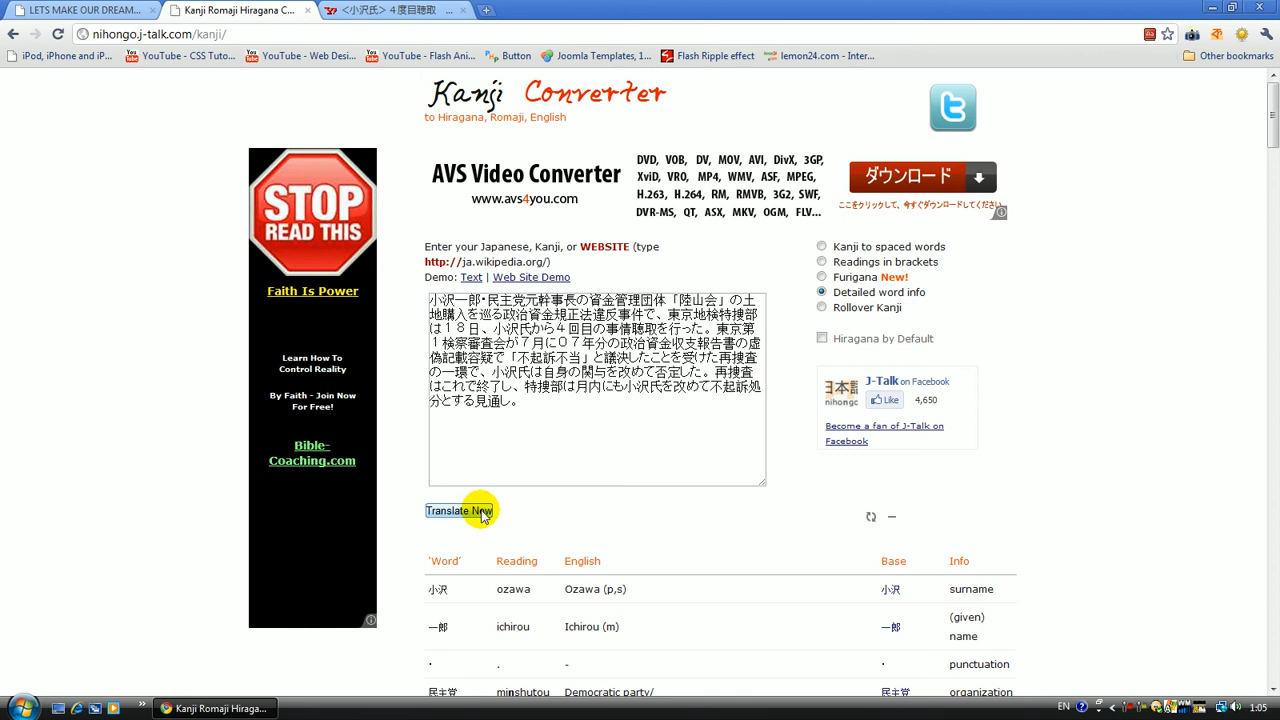 LETS MAKE OUR DREAM...
Kanji Romaji Hiragana C...
＜小沢氏＞４度目聴取
nihongo.j-talk.com/kanji/
iPod, iPhone and iP...
YouTube - CSS Tuto...
YouTube - Web Desi...
YouTube - Flash Ani...
Button
Joomla Templates, 1...
Flash Ripple effect
lemon24.com - Inter...
Other bookmarks
Kanji Converter
to Hiragana, Romaji, English
AVS Video Converter
www.avs4you.com
DVD, VOB, DV, MOV, AVI, DivX, 3GP,
XviD, VRO, MP4, WMV, ASF, MPEG,
H.263, H.264, RM, RMVB, 3G2, SWF,
DVR-MS, QT, ASX, MKV, OGM, FLV...
ダウンロード
ここをクリックして、今すぐダウンロードしてください。
STOP
READ THIS
Faith Is Power
Learn How To
Control Reality
By Faith - Join Now
For Free!
Bible-
Coaching.com
Enter your Japanese, Kanji, or WEBSITE (type
http://ja.wikipedia.org/)
Demo: Text | Web Site Demo
小沢一郎・民主党元幹事長の資金管理団体「陸山会」の土
地購入を巡る政治資金規正法違反事件で、東京地検特捜部
は１８日、小沢氏から４回目の事情聴取を行った。東京第
１検察審査会が７月に０７年分の政治資金収支報告書の虚
偽記載容疑で「不起訴不当」と議決したことを受けた再捜査
の一環で、小沢氏は自身の関与を改めて否定した。再捜査
はこれで終了し、特捜部は月内にも小沢氏を改めて不起訴処
分とする見通し。
Kanji to spaced words
Readings in brackets
Furigana New!
Detailed word info
Rollover Kanji
Hiragana by Default
日本語
nihongo
J-Talk on Facebook
Like
4,650
Become a fan of J-Talk on
Facebook
Translate Now
'Word' Reading English Base Info
小沢 ozawa Ozawa (p,s) 小沢 surname
一郎 ichirou Ichirou (m) 一郎 (given)
name
・ . - ・ punctuation
民主党 minshutou Democratic party/ 民主党 organization
Kanji Romaji Hiraga...
EN
1:05